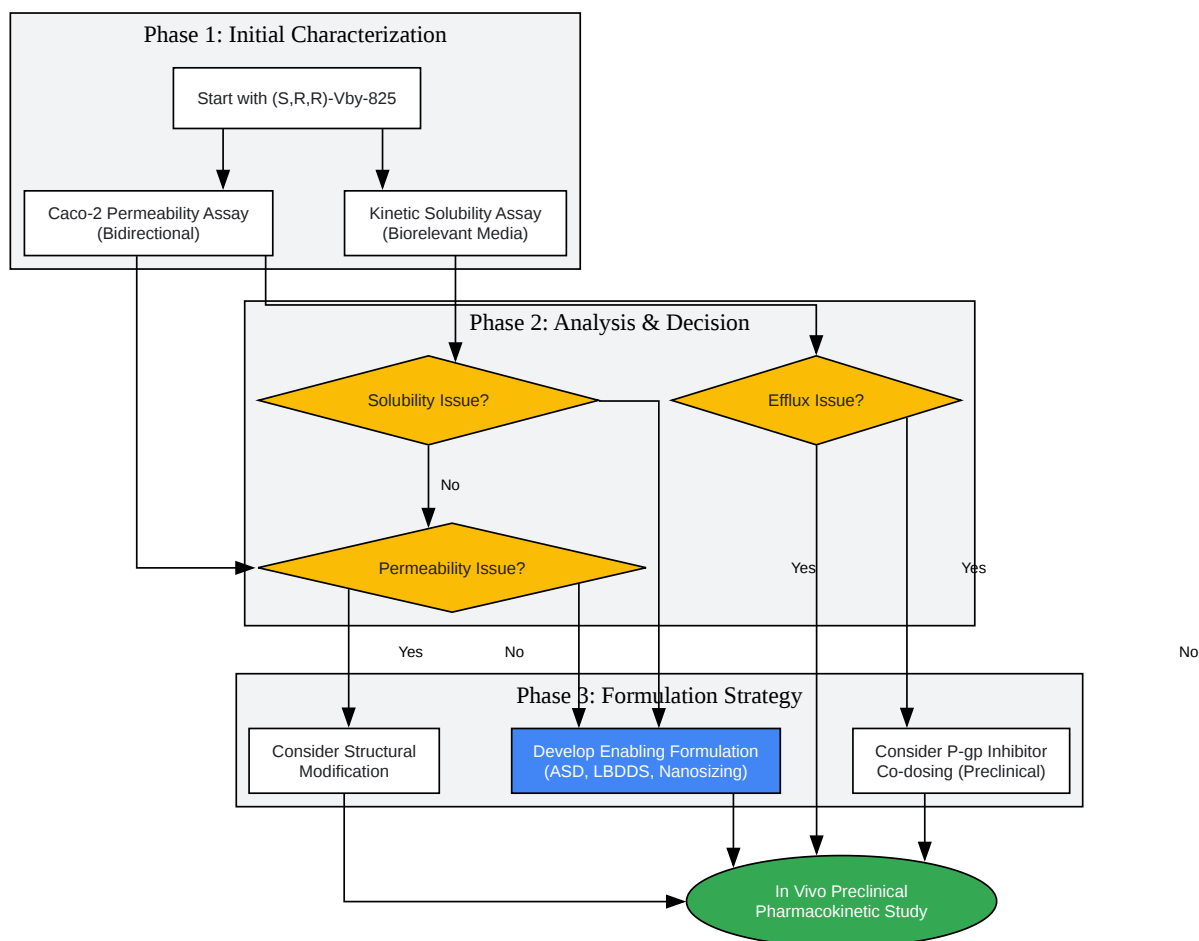 Phase 1: Initial Characterization
Start with (S,R,R)-Vby-825
Caco-2 Permeability Assay
(Bidirectional)
Kinetic Solubility Assay
(Biorelevant Media)
Phase 2: Analysis & Decision
Solubility Issue?
Efflux Issue?
No
Permeability Issue?
Yes
Yes
Yes
No
No
Phase 3: Formulation Strategy
Consider Structural
Modification
Develop Enabling Formulation
(ASD, LBDDS, Nanosizing)
Consider P-gp Inhibitor
Co-dosing (Preclinical)
In Vivo Preclinical
Pharmacokinetic Study